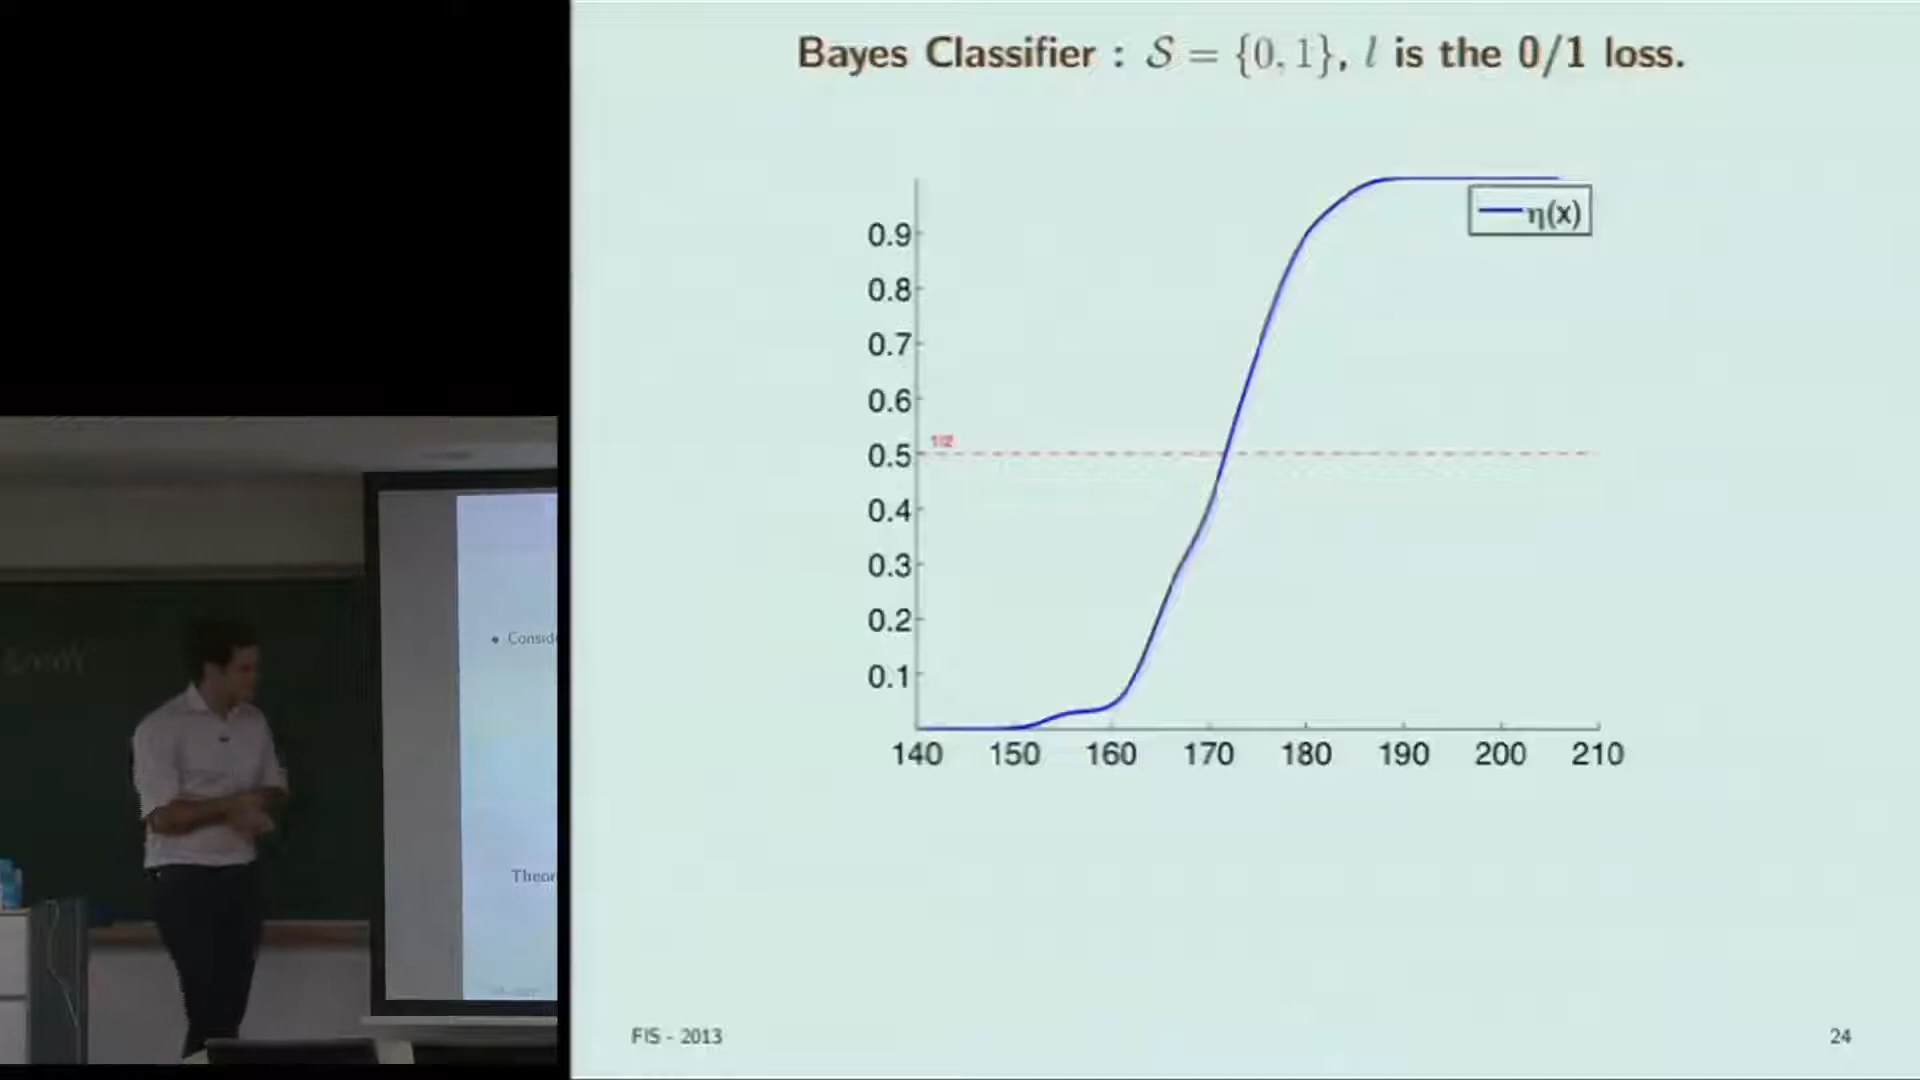 Bayes Classifier : 𝒮 = {0, 1}, l is the 0/1 loss.
η(x)
0.9
0.8
0.7
0.6
1/2
0.5
0.4
0.3
0.2
0.1
140 150 160 170 180 190 200 210
• Consid
Theor
FIS - 2013
24